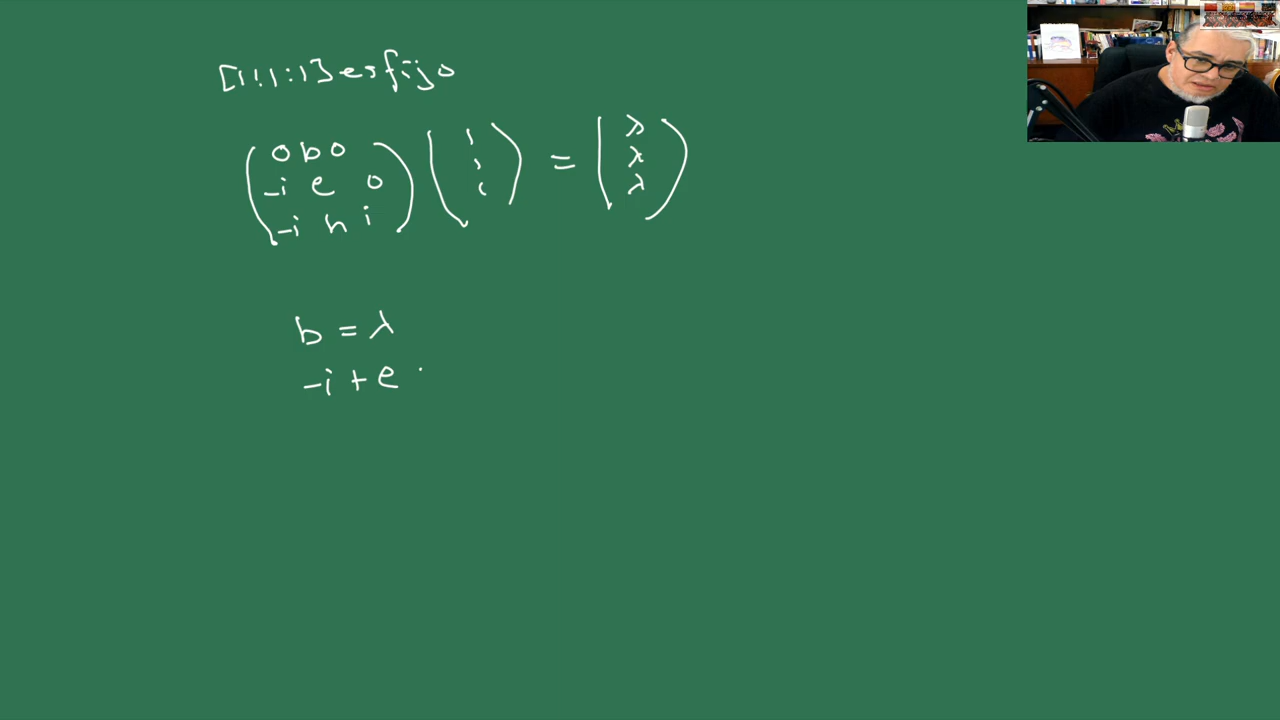 [1:1:1] es fijo
( 0 b 0 ) ( 1 ) = ( λ )
( -i e 0 ) ( 1 ) ( λ )
( -i h i ) ( 1 ) ( λ )
b = λ
-i + e